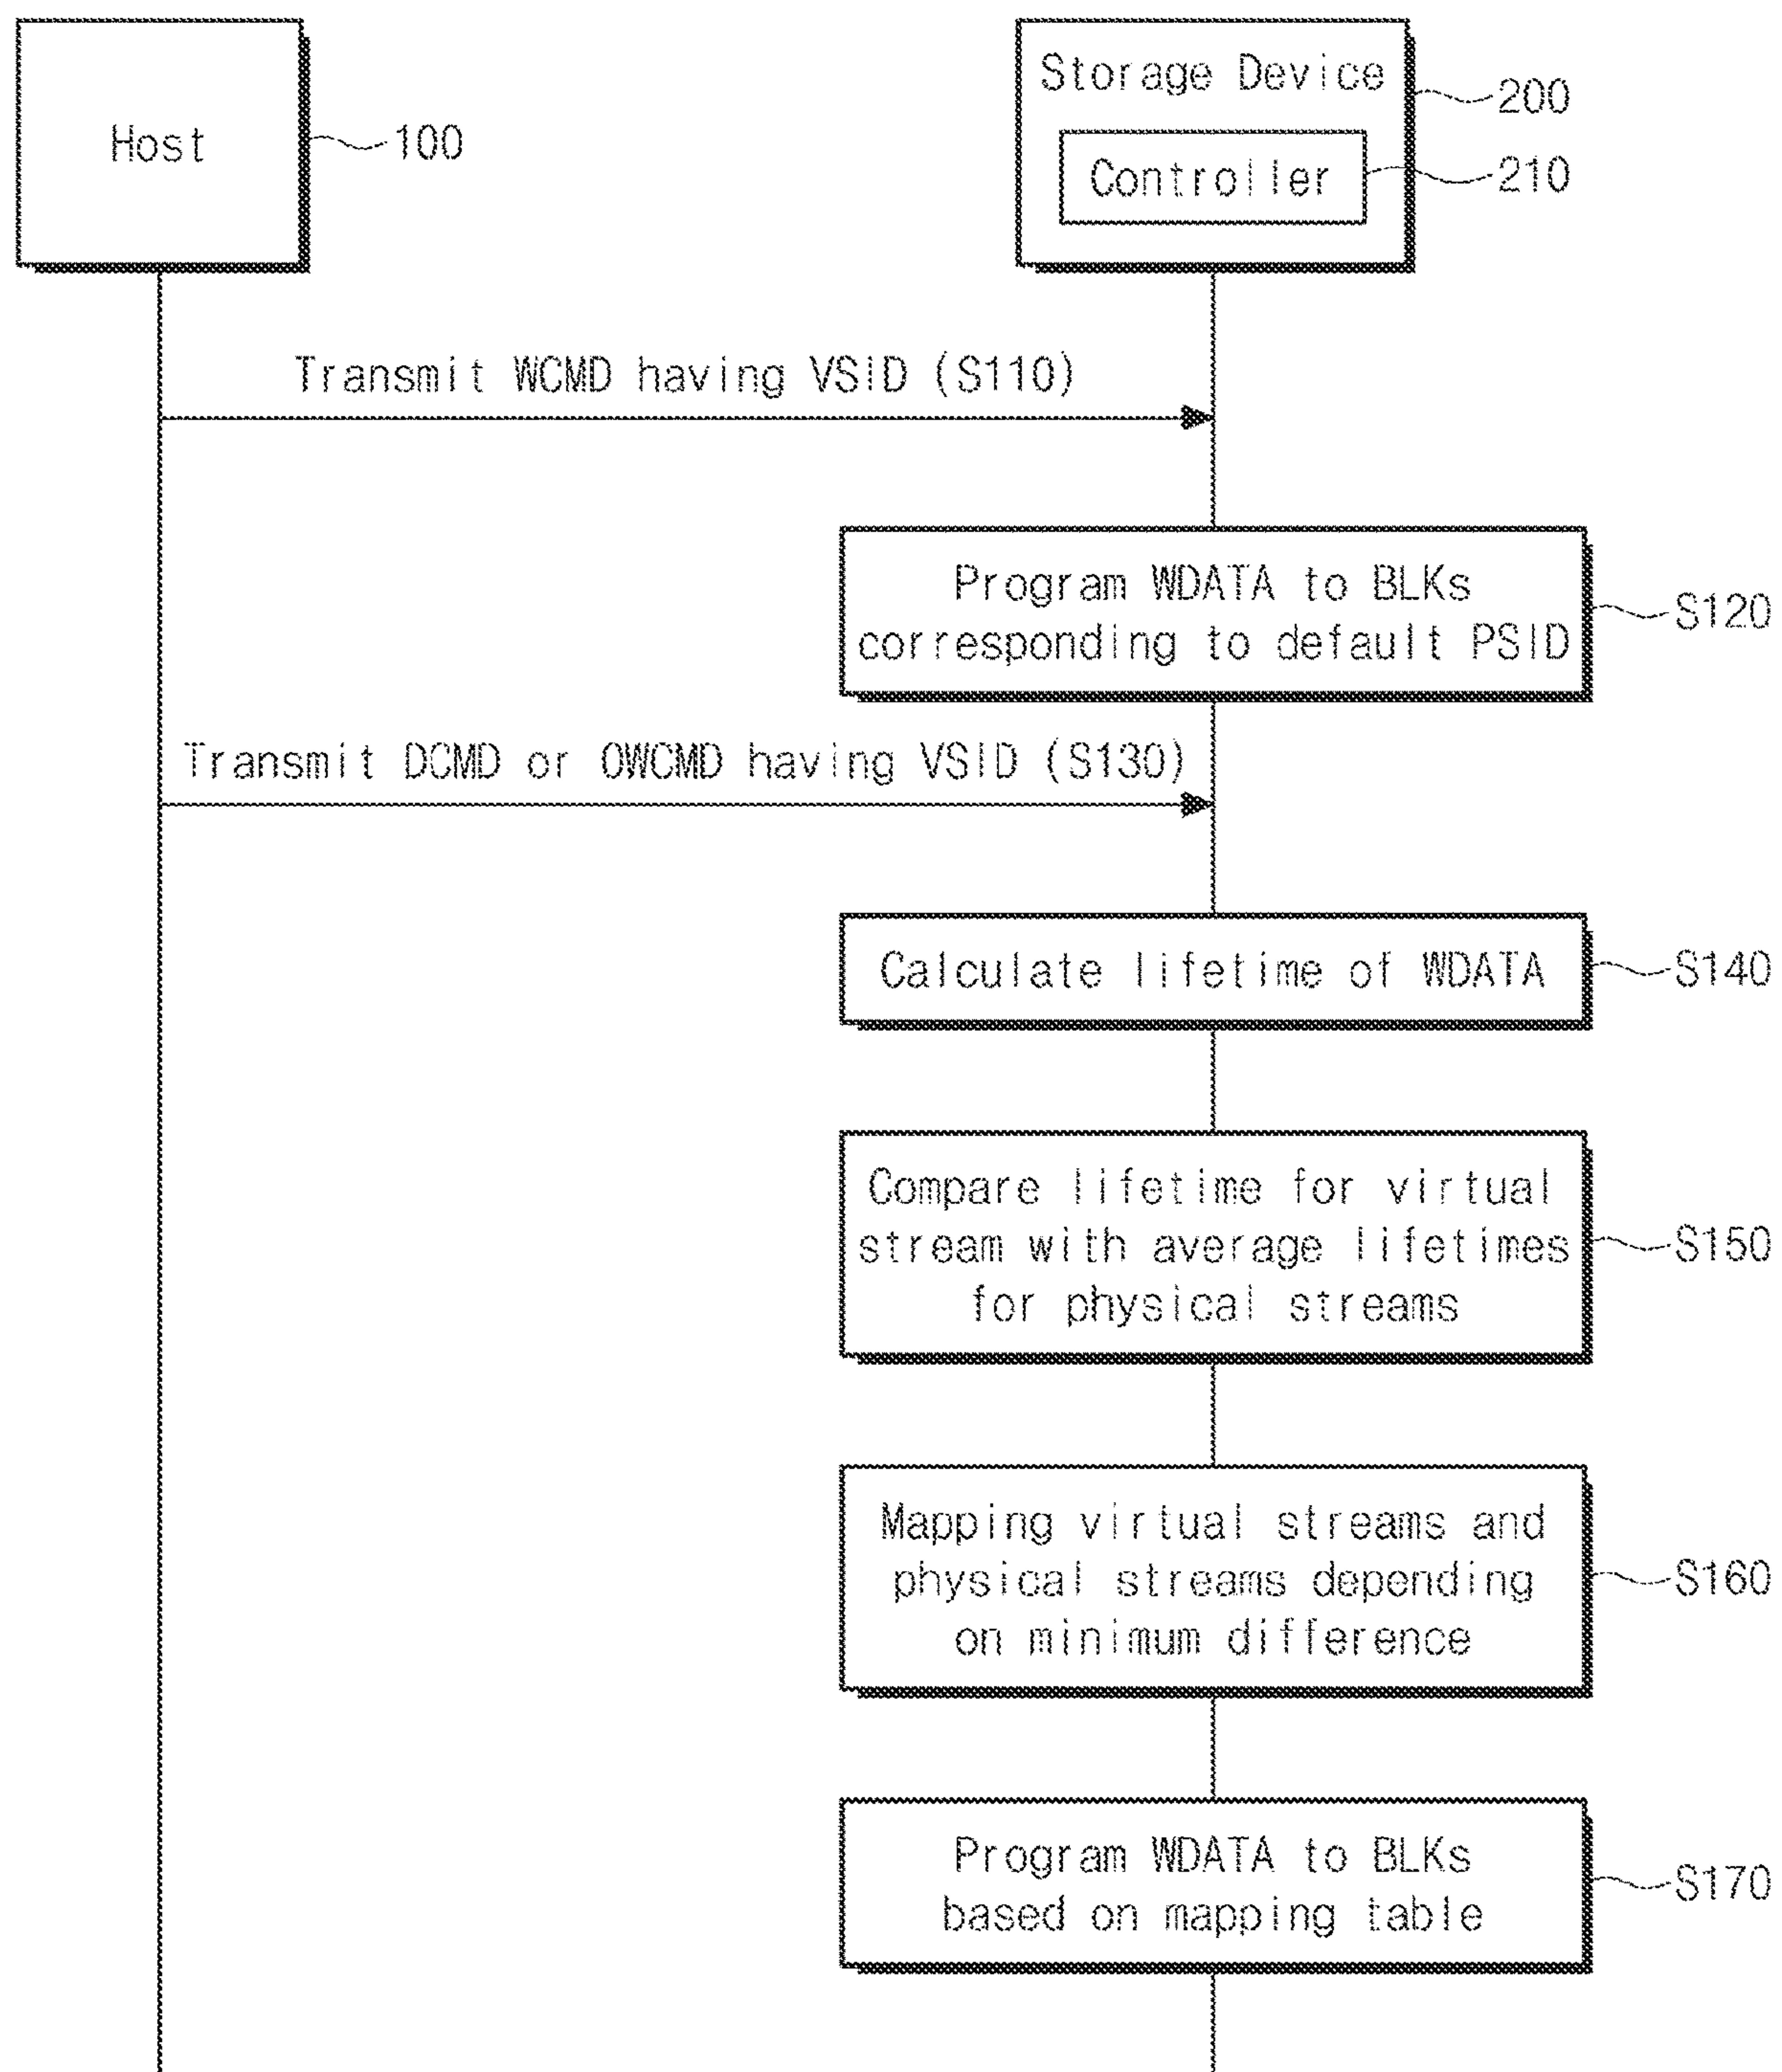 Host
100
Storage Device
200
Controller
210
Transmit WCMD having VSID (S110)
Program WDATA to BLKs
corresponding to default PSID
S120
Transmit DCMD or OWCMD having VSID (S130)
Calculate lifetime of WDATA
S140
Compare lifetime for virtual
stream with average lifetimes
for physical streams
S150
Mapping virtual streams and
physical streams depending
on minimum difference
S160
Program WDATA to BLKs
based on mapping table
S170